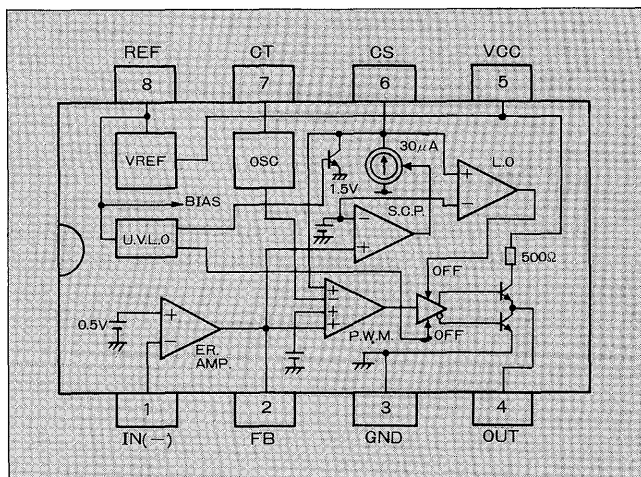 REF CT CS VCC
8 7 6 5
VREF OSC 30μA L.O
1.5V
BIAS S.C.P.
U.V.L.O OFF
500Ω
0.5V
P.W.M. OFF
ER.
AMP.
1 2 3 4
IN(−) FB GND OUT